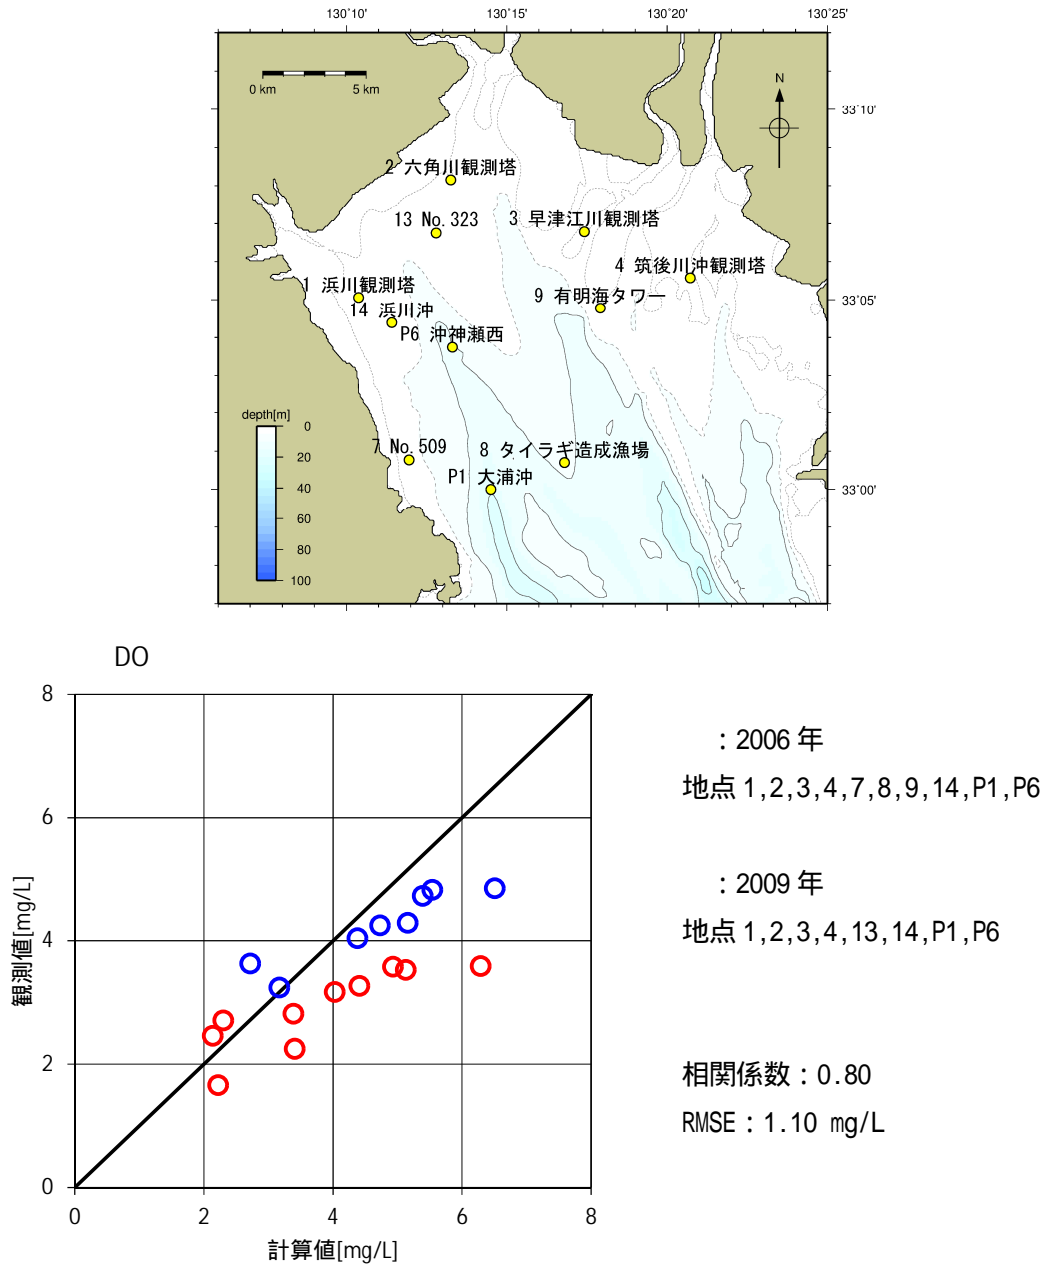 130°10' 130°15' 130°20' 130°25'
0 km 5 km
N
33°10'
2 六角川観測塔
13 No.323
3 早津江川観測塔
4 筑後川沖観測塔
1 浜川観測塔
9 有明海タワー
33°05'
14 浜川沖
P6 沖神瀬西
depth[m]
0
20
40
60
80
100
7 No.509
8 タイラギ造成漁場
P1 大浦沖
33°00'
DO
8
6
4
2
0
観測値[mg/L]
0 2 4 6 8
計算値[mg/L]
：2006 年
地点 1,2,3,4,7,8,9,14,P1,P6
：2009 年
地点 1,2,3,4,13,14,P1,P6
相関係数：0.80
RMSE：1.10 mg/L